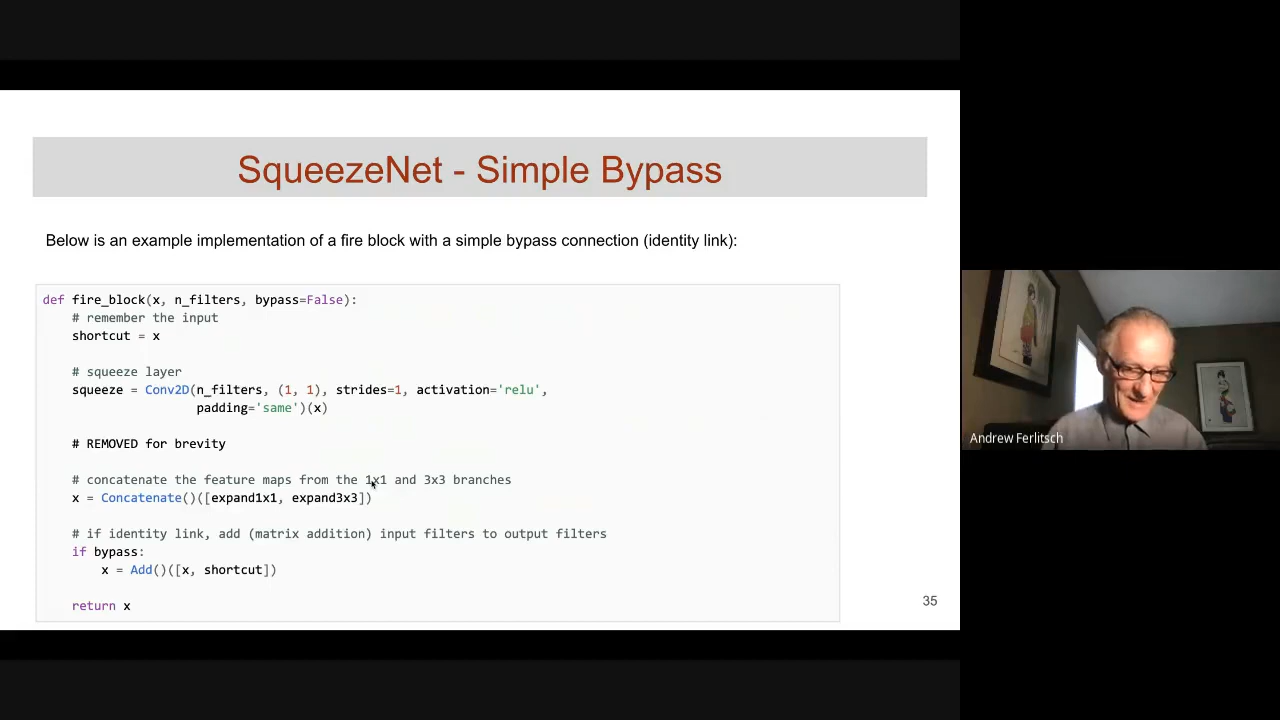 SqueezeNet - Simple Bypass
Below is an example implementation of a fire block with a simple bypass connection (identity link):
def fire_block(x, n_filters, bypass=False):
# remember the input
shortcut = x
# squeeze layer
squeeze = Conv2D(n_filters, (1, 1), strides=1, activation='relu',
padding='same')(x)
# REMOVED for brevity
# concatenate the feature maps from the 1x1 and 3x3 branches
x = Concatenate()([expand1x1, expand3x3])
# if identity link, add (matrix addition) input filters to output filters
if bypass:
x = Add()([x, shortcut])
return x
35
Andrew Ferlitsch